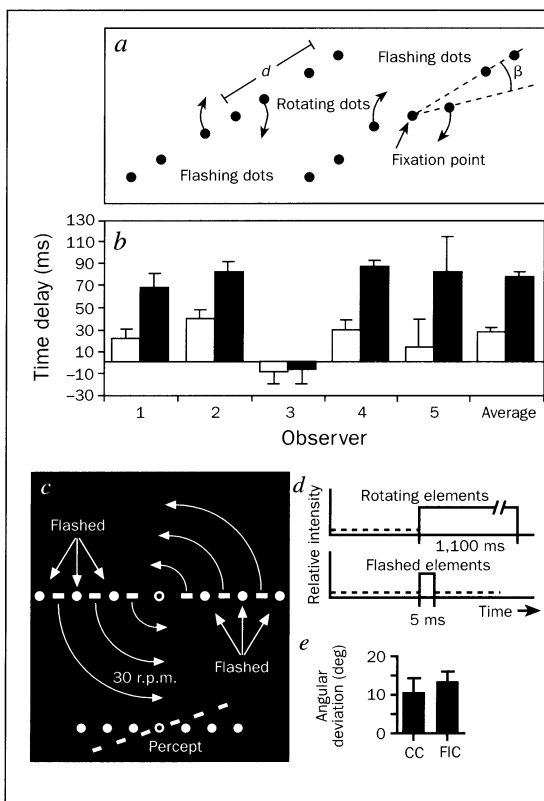 a
d
Flashing dots
β
Rotating dots
Fixation point
Flashing dots
b
Time delay (ms)
130
110
90
70
50
30
10
−10
−30
1 2 3 4 5 Average
Observer
c
Flashed
Flashed
30 r.p.m.
Percept
d
Relative intensity
Rotating elements
1,100 ms
Flashed elements
Time
5 ms
e
Angular
deviation (deg)
20
10
0
CC FIC